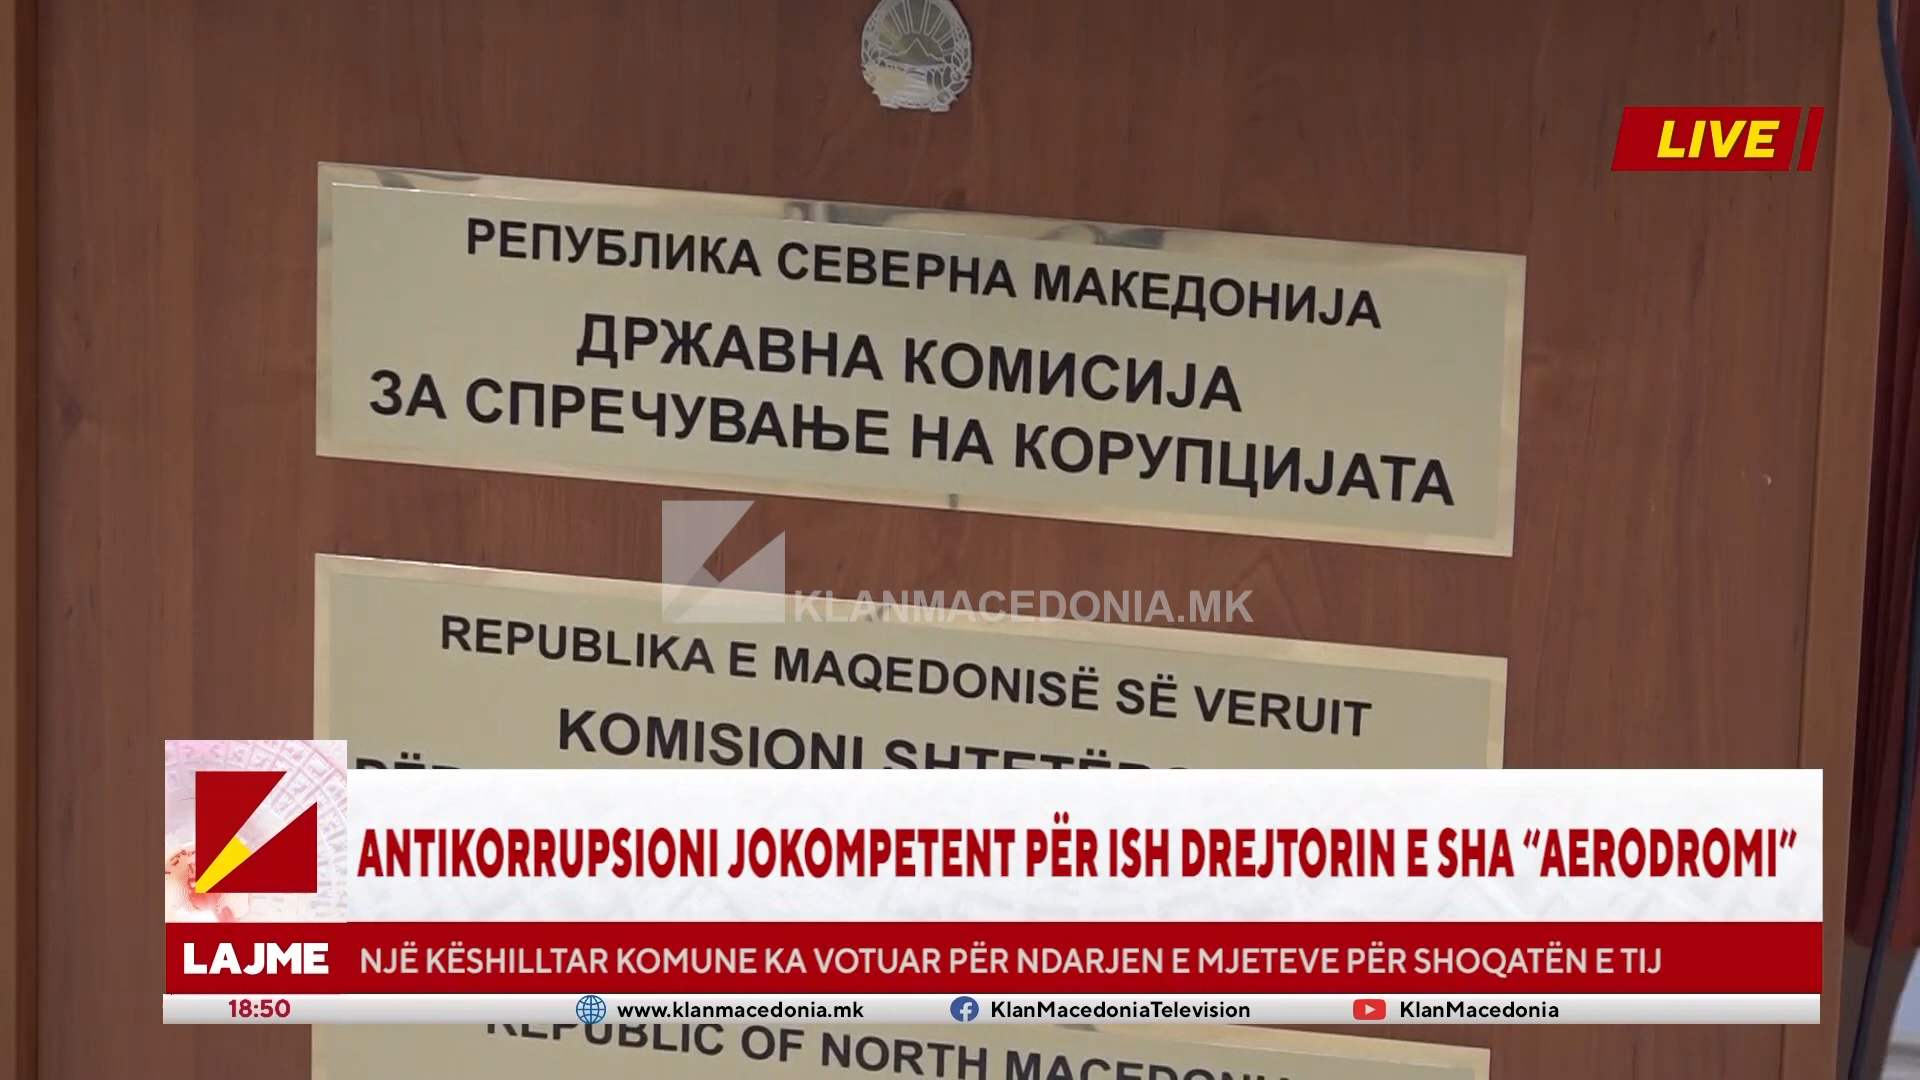 LIVE
РЕПУБЛИКА СЕВЕРНА МАКЕДОНИЈА
ДРЖАВНА КОМИСИЈА
ЗА СПРЕЧУВАЊЕ НА КОРУПЦИЈАТА
KLANMACEDONIA.MK
REPUBLIKA E MAQEDONISË SË VERUIT
KOMISIONI
ANTIKORRUPSIONI JOKOMPETENT PËR ISH DREJTORIN E SHA “AERODROMI”
LAJME NJË KËSHILLTAR KOMUNE KA VOTUAR PËR NDARJEN E MJETEVE PËR SHOQATËN E TIJ
18:50 www.klanmacedonia.mk KlanMacedoniaTelevision KlanMacedonia
REPUBLIC OF NORTH